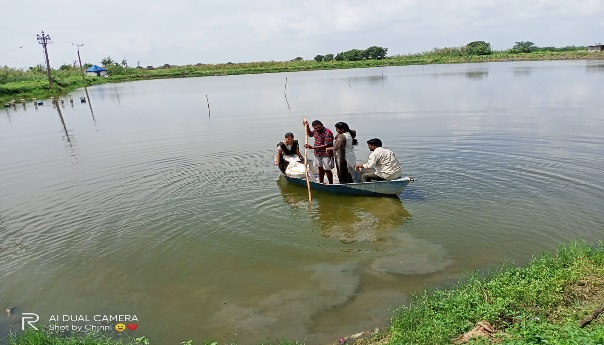 R
AI DUAL CAMERA
Shot By Chinn! 😀 ❤️